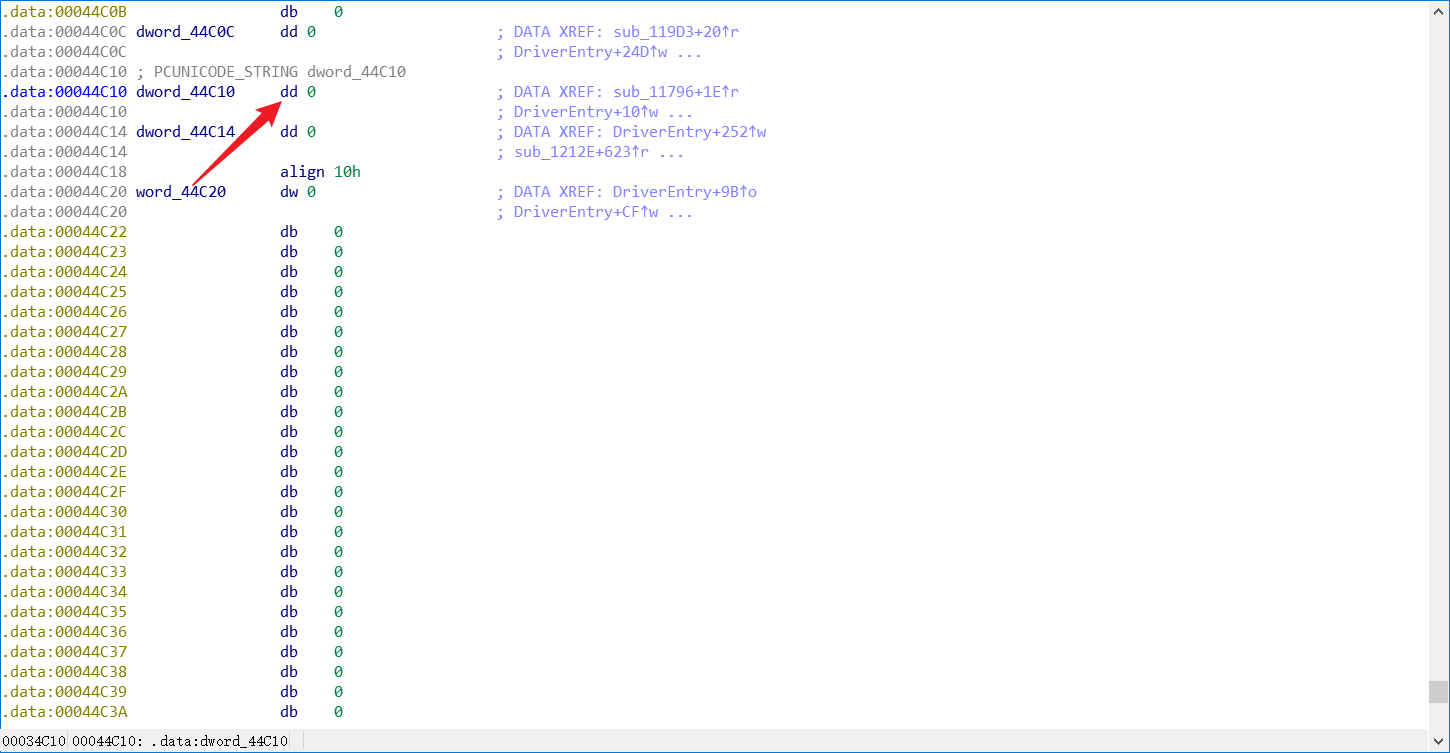 .data:00044C0B                 db    0
.data:00044C0C dword_44C0C     dd 0                    ; DATA XREF: sub_119D3+20↑r
.data:00044C0C                                         ; DriverEntry+24D↑w ...
.data:00044C10 ; PCUNICODE_STRING dword_44C10
.data:00044C10 dword_44C10     dd 0                    ; DATA XREF: sub_11796+1E↑r
.data:00044C10                                         ; DriverEntry+10↑w ...
.data:00044C14 dword_44C14     dd 0                    ; DATA XREF: DriverEntry+252↑w
.data:00044C14                                         ; sub_1212E+623↑r ...
.data:00044C18                 align 10h
.data:00044C20 word_44C20      dw 0                    ; DATA XREF: DriverEntry+9B↑o
.data:00044C20                                         ; DriverEntry+CF↑w ...
.data:00044C22                 db    0
.data:00044C23                 db    0
.data:00044C24                 db    0
.data:00044C25                 db    0
.data:00044C26                 db    0
.data:00044C27                 db    0
.data:00044C28                 db    0
.data:00044C29                 db    0
.data:00044C2A                 db    0
.data:00044C2B                 db    0
.data:00044C2C                 db    0
.data:00044C2D                 db    0
.data:00044C2E                 db    0
.data:00044C2F                 db    0
.data:00044C30                 db    0
.data:00044C31                 db    0
.data:00044C32                 db    0
.data:00044C33                 db    0
.data:00044C34                 db    0
.data:00044C35                 db    0
.data:00044C36                 db    0
.data:00044C37                 db    0
.data:00044C38                 db    0
.data:00044C39                 db    0
.data:00044C3A                 db    0
00034C10 00044C10: .data:dword_44C10